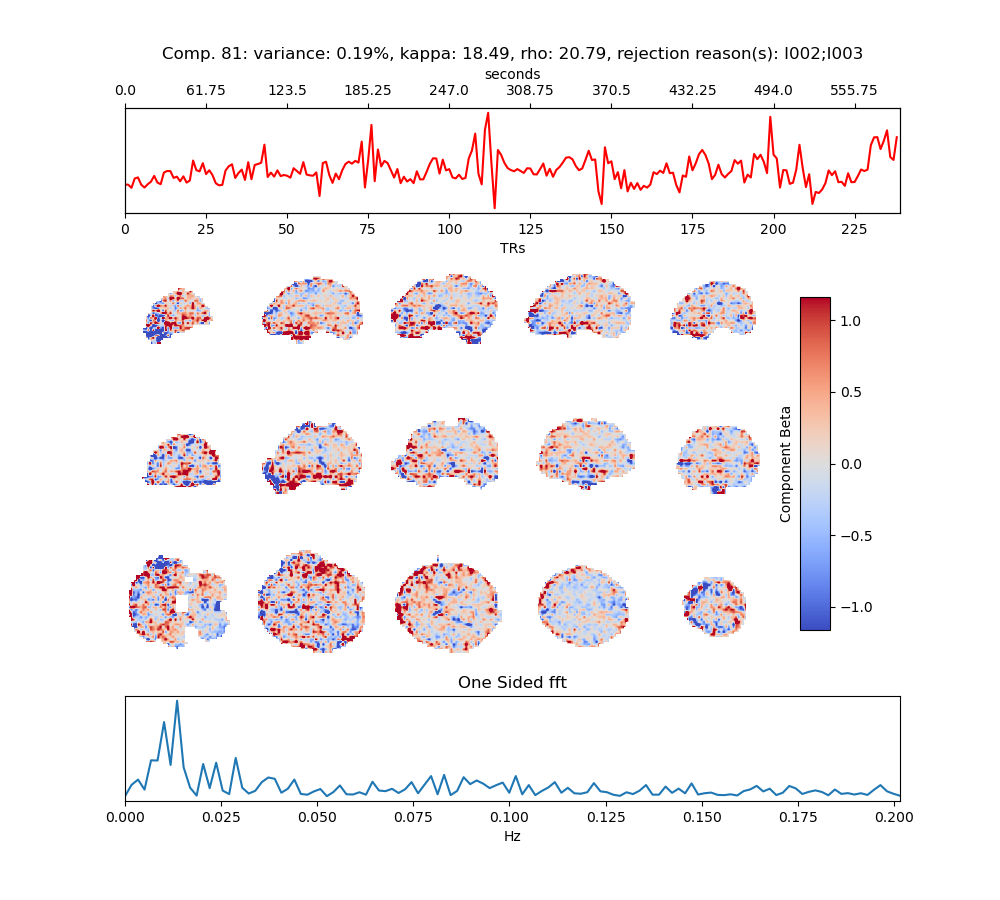 Comp. 81: variance: 0.19%, kappa: 18.49, rho: 20.79, rejection reason(s): I002;I003
seconds
0.0 61.75 123.5 185.25 247.0 308.75 370.5 432.25 494.0 555.75
0 25 50 75 100 125 150 175 200 225
TRs
1.0
0.5
0.0
−0.5
−1.0
Component Beta
One Sided fft
0.000 0.025 0.050 0.075 0.100 0.125 0.150 0.175 0.200
Hz